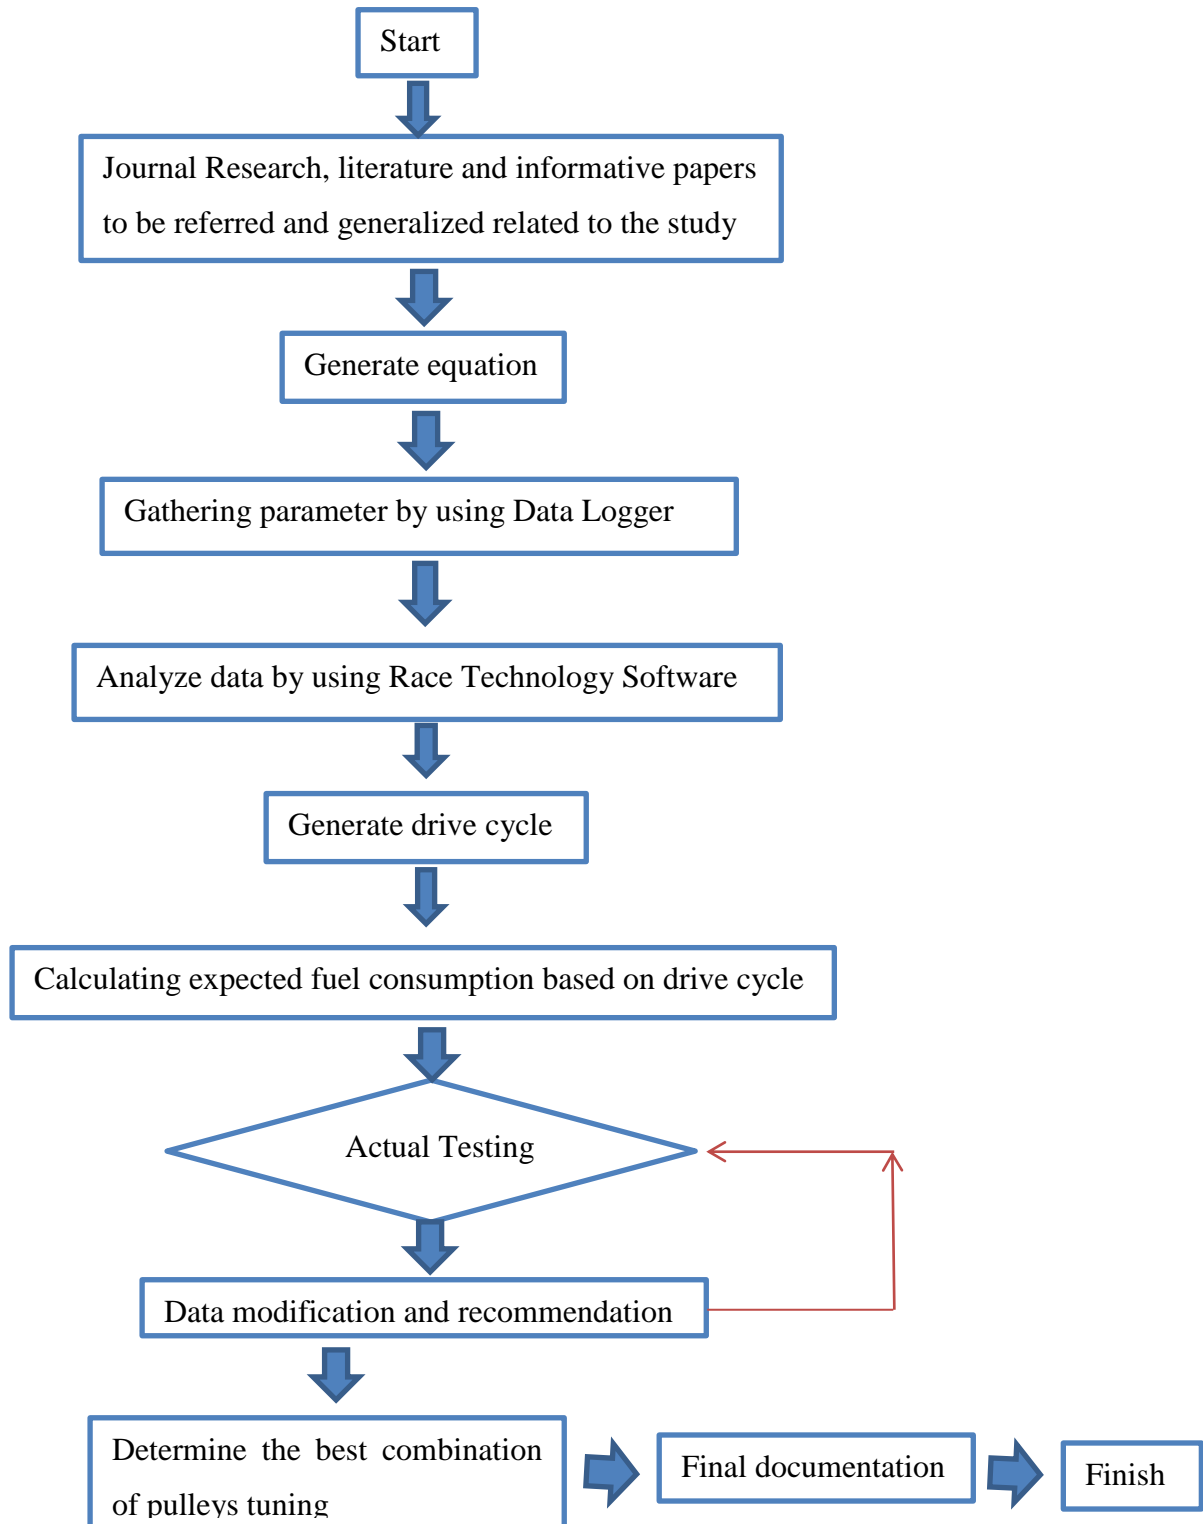 Start
Journal Research, literature and informative papers
to be referred and generalized related to the study
Generate equation
Gathering parameter by using Data Logger
Analyze data by using Race Technology Software
Generate drive cycle
Calculating expected fuel consumption based on drive cycle
Actual Testing
Data modification and recommendation
Determine the best combination
of pulleys tuning
Final documentation
Finish